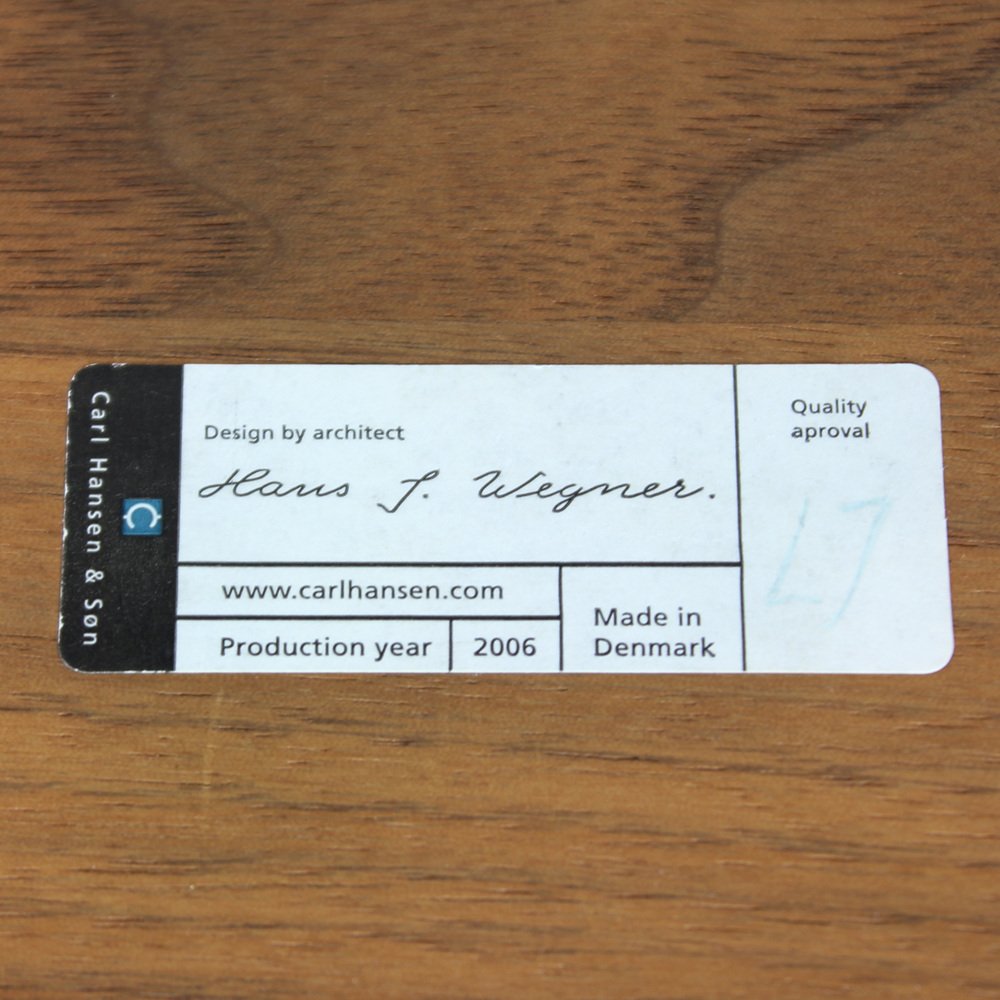 Carl Hansen & Søn
Design by architect
Hans J. Wegner.
www.carlhansen.com
Production year
2006
Made in
Denmark
Quality
aproval